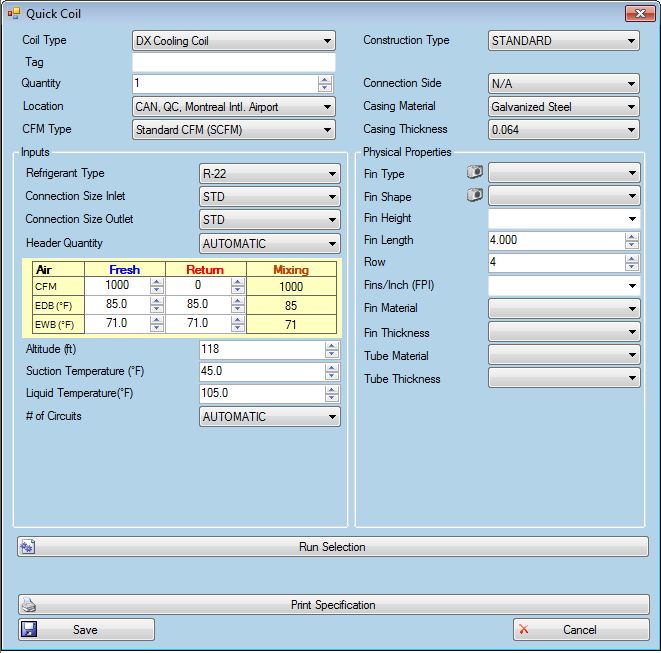 Quick Coil
Coil Type DX Cooling Coil Construction Type STANDARD
Tag
Quantity 1 Connection Side N/A
Location CAN, QC, Montreal Intl. Airport Casing Material Galvanized Steel
CFM Type Standard CFM (SCFM) Casing Thickness 0.064
Inputs
Refrigerant Type R-22
Connection Size Inlet STD
Connection Size Outlet STD
Header Quantity AUTOMATIC
Air Fresh Return Mixing
CFM 1000 0 1000
EDB (°F) 85.0 85.0 85
EWB (°F) 71.0 71.0 71
Altitude (ft) 118
Suction Temperature (°F) 45.0
Liquid Temperature(°F) 105.0
# of Circuits AUTOMATIC
Physical Properties
Fin Type
Fin Shape
Fin Height
Fin Length 4.000
Row 4
Fins/Inch (FPI)
Fin Material
Fin Thickness
Tube Material
Tube Thickness
Run Selection
Print Specification
Save Cancel